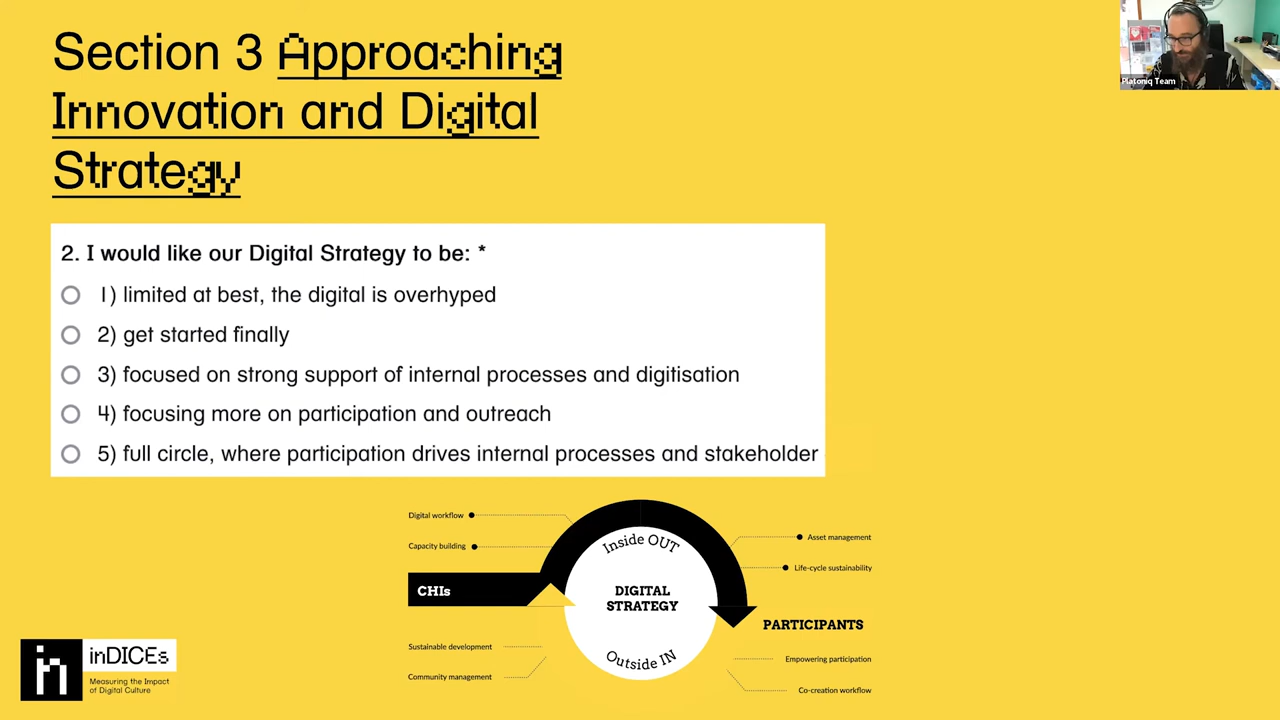 Section 3 Approaching
Innovation and Digital
Strategy
Platoniq Team
2. I would like our Digital Strategy to be: *
1) limited at best, the digital is overhyped
2) get started finally
3) focused on strong support of internal processes and digitisation
4) focusing more on participation and outreach
5) full circle, where participation drives internal processes and stakeholder
Digital workflow
Capacity building
CHIs
Sustainable development
Community management
Inside OUT
DIGITAL
STRATEGY
Outside IN
Asset management
Life-cycle sustainability
PARTICIPANTS
Empowering participation
Co-creation workflow
in
inDICEs
Measuring the Impact
of Digital Culture